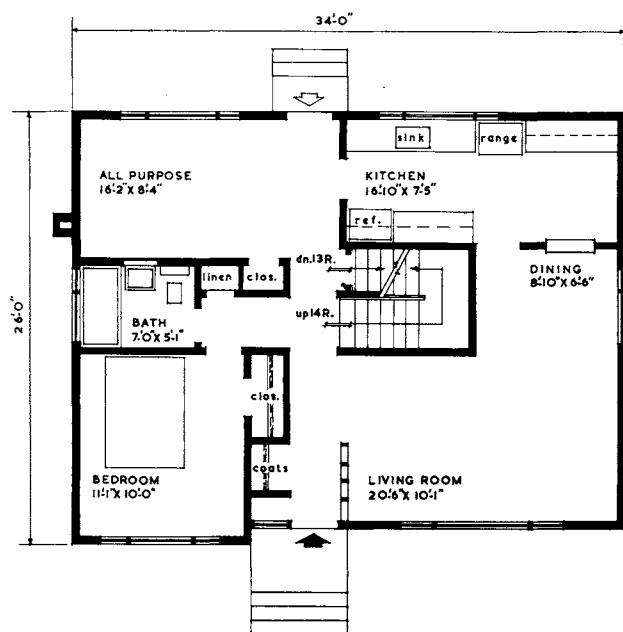 34'-0"
sink
range
ALL PURPOSE
16'-2" X 8'-4"
KITCHEN
16'-10" X 7'-5"
ref.
linen
clos.
dn.13R.
DINING
8'-10" X 6'-6"
26'-0"
up14R.
BATH
7'-0" X 5'-1"
clos.
coats
BEDROOM
11'-1" X 10'-0"
LIVING ROOM
20'-6" X 10'-1"